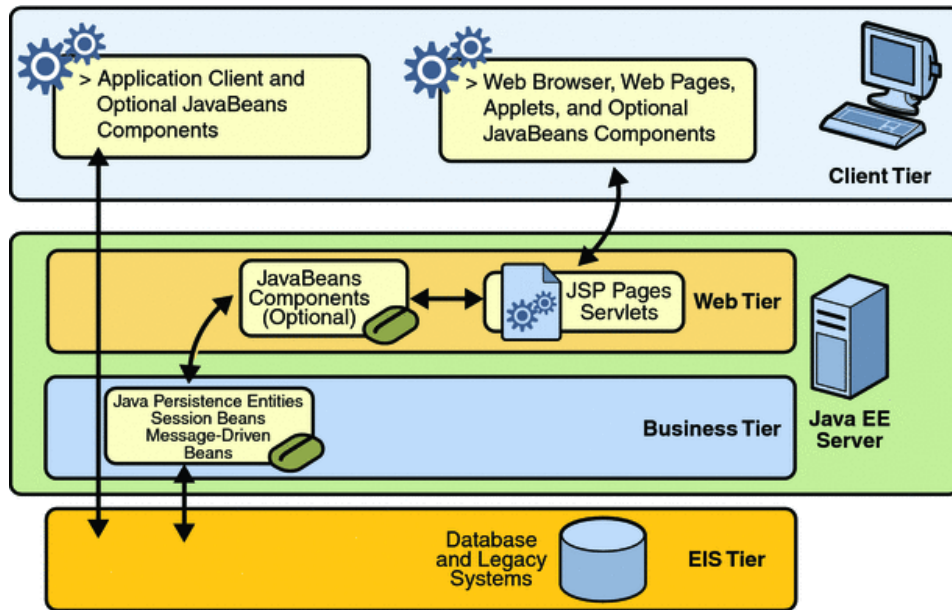 > Application Client and
Optional JavaBeans
Components
> Web Browser, Web Pages,
Applets, and Optional
JavaBeans Components
Client Tier
JavaBeans
Components
(Optional)
JSP Pages
Servlets
Web Tier
Java Persistence Entities
Session Beans
Message-Driven
Beans
Business Tier
Java EE
Server
Database
and Legacy
Systems
EIS Tier